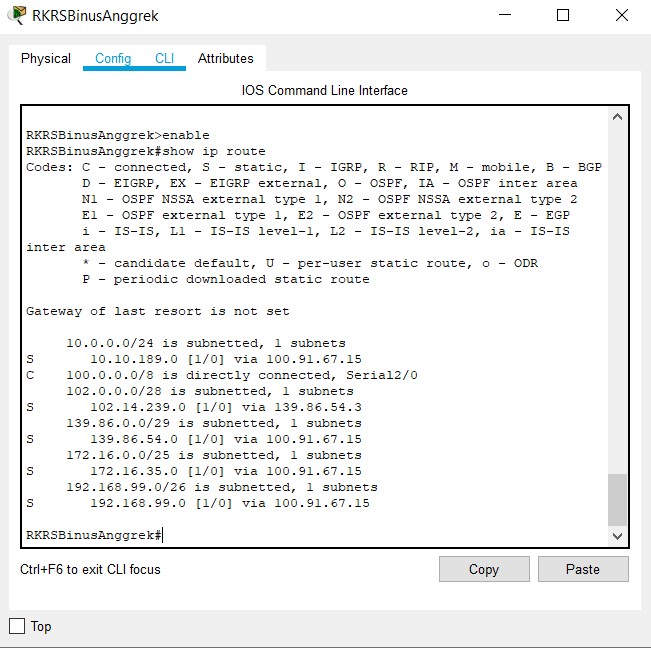 RKRSBinusAnggrek
Physical Config CLI Attributes
IOS Command Line Interface
RKRSBinusAnggrek>enable
RKRSBinusAnggrek#show ip route
Codes: C - connected, S - static, I - IGRP, R - RIP, M - mobile, B - BGP
D - EIGRP, EX - EIGRP external, O - OSPF, IA - OSPF inter area
N1 - OSPF NSSA external type 1, N2 - OSPF NSSA external type 2
E1 - OSPF external type 1, E2 - OSPF external type 2, E - EGP
i - IS-IS, L1 - IS-IS level-1, L2 - IS-IS level-2, ia - IS-IS
inter area
* - candidate default, U - per-user static route, o - ODR
P - periodic downloaded static route
Gateway of last resort is not set
10.0.0.0/24 is subnetted, 1 subnets
S 10.10.189.0 [1/0] via 100.91.67.15
C 100.0.0.0/8 is directly connected, Serial2/0
102.0.0.0/28 is subnetted, 1 subnets
S 102.14.239.0 [1/0] via 139.86.54.3
139.86.0.0/29 is subnetted, 1 subnets
S 139.86.54.0 [1/0] via 100.91.67.15
172.16.0.0/25 is subnetted, 1 subnets
S 172.16.35.0 [1/0] via 100.91.67.15
192.168.99.0/26 is subnetted, 1 subnets
S 192.168.99.0 [1/0] via 100.91.67.15
RKRSBinusAnggrek#
Ctrl+F6 to exit CLI focus
Copy Paste
Top